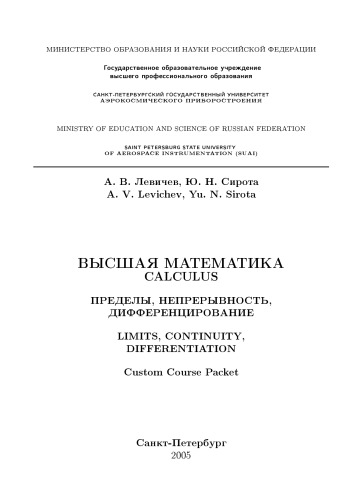 МИНИСТЕРСТВО ОБРАЗОВАНИЯ И НАУКИ РОССИЙСКОЙ ФЕДЕРАЦИИ
Государственное образовательное учреждение
высшего профессионального образования
САНКТ-ПЕТЕРБУРГСКИЙ ГОСУДАРСТВЕННЫЙ УНИВЕРСИТЕТ
АЭРОКОСМИЧЕСКОГО ПРИБОРОСТРОЕНИЯ
MINISTRY OF EDUCATION AND SCIENCE OF RUSSIAN FEDERATION
SAINT PETERSBURG STATE UNIVERSITY
OF AEROSPACE INSTRUMENTATION (SUAI)
А. В. Левичев, Ю. Н. Сирота
A. V. Levichev, Yu. N. Sirota
ВЫСШАЯ МАТЕМАТИКА
CALCULUS
ПРЕДЕЛЫ, НЕПРЕРЫВНОСТЬ,
ДИФФЕРЕНЦИРОВАНИЕ
LIMITS, CONTINUITY,
DIFFERENTIATION
Custom Course Packet
Санкт-Петербург
2005